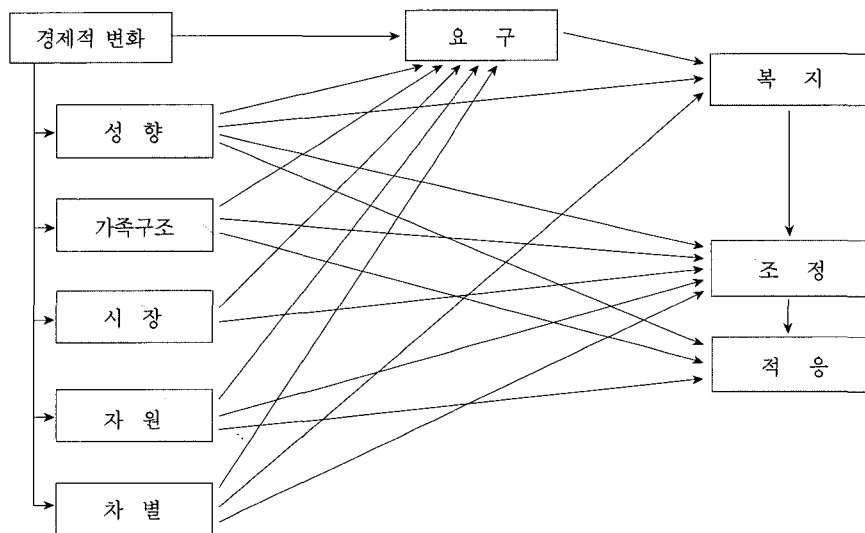 경제적 변화
요 구
복 지
성 향
가족구조
조 정
시 장
적 응
자 원
차 별